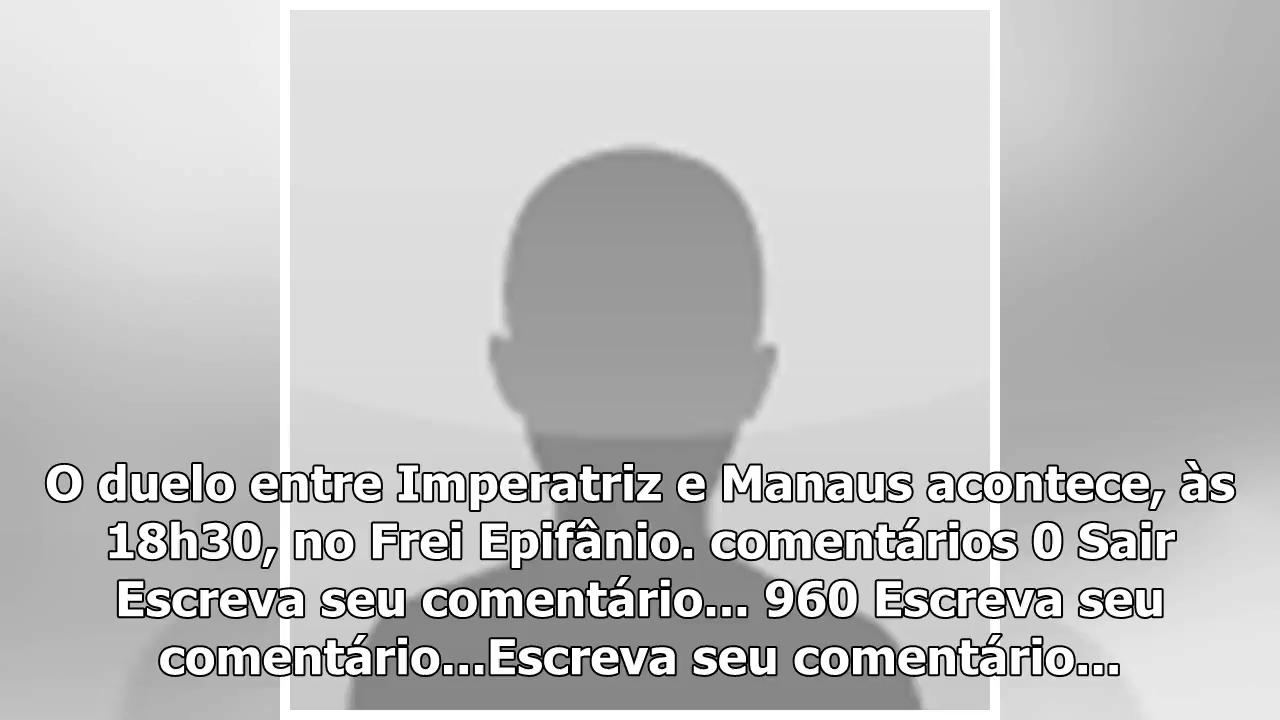 O duelo entre Imperatriz e Manaus acontece, às
18h30, no Frei Epifânio. comentários 0 Sair
Escreva seu comentário... 960 Escreva seu
comentário...Escreva seu comentário...